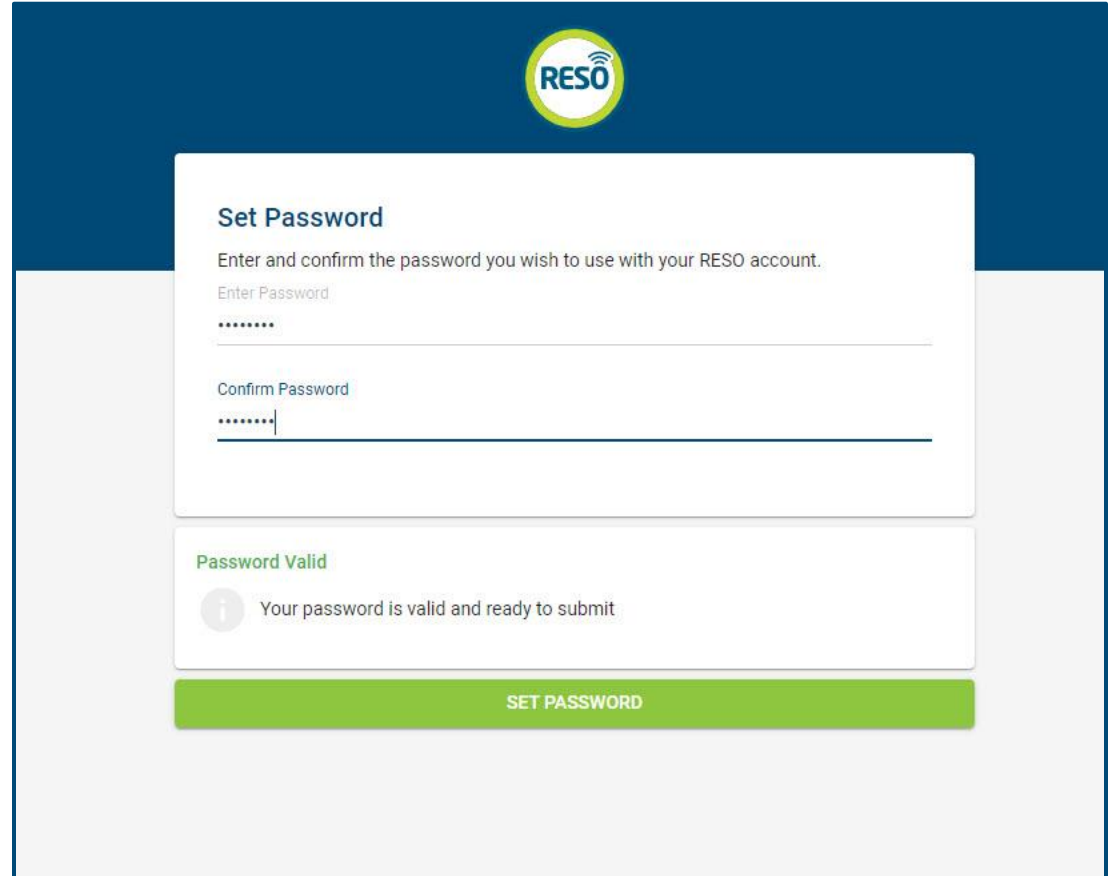 RESO
Set Password
Enter and confirm the password you wish to use with your RESO account.
Enter Password
••••••••
Confirm Password
••••••••
Password Valid
i
Your password is valid and ready to submit
SET PASSWORD